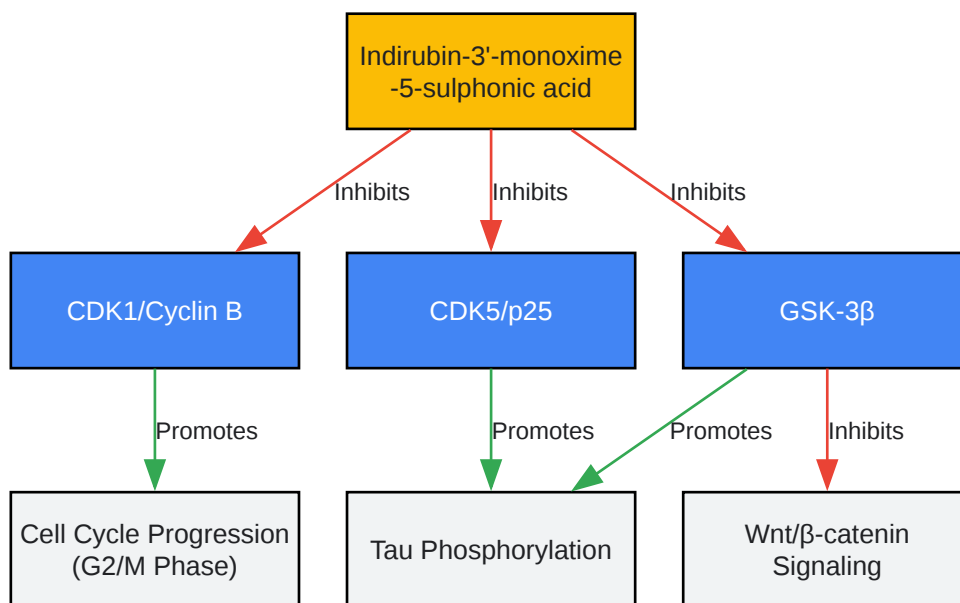 Indirubin-3'-monoxime
-5-sulphonic acid
Inhibits
Inhibits
Inhibits
CDK1/Cyclin B
CDK5/p25
GSK-3β
Promotes
Promotes
Promotes
Inhibits
Cell Cycle Progression
(G2/M Phase)
Tau Phosphorylation
Wnt/β-catenin
Signaling